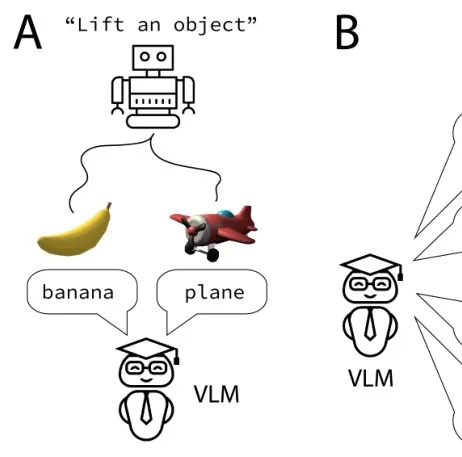 A
“Lift an object”
banana
plane
VLM
B
VLM